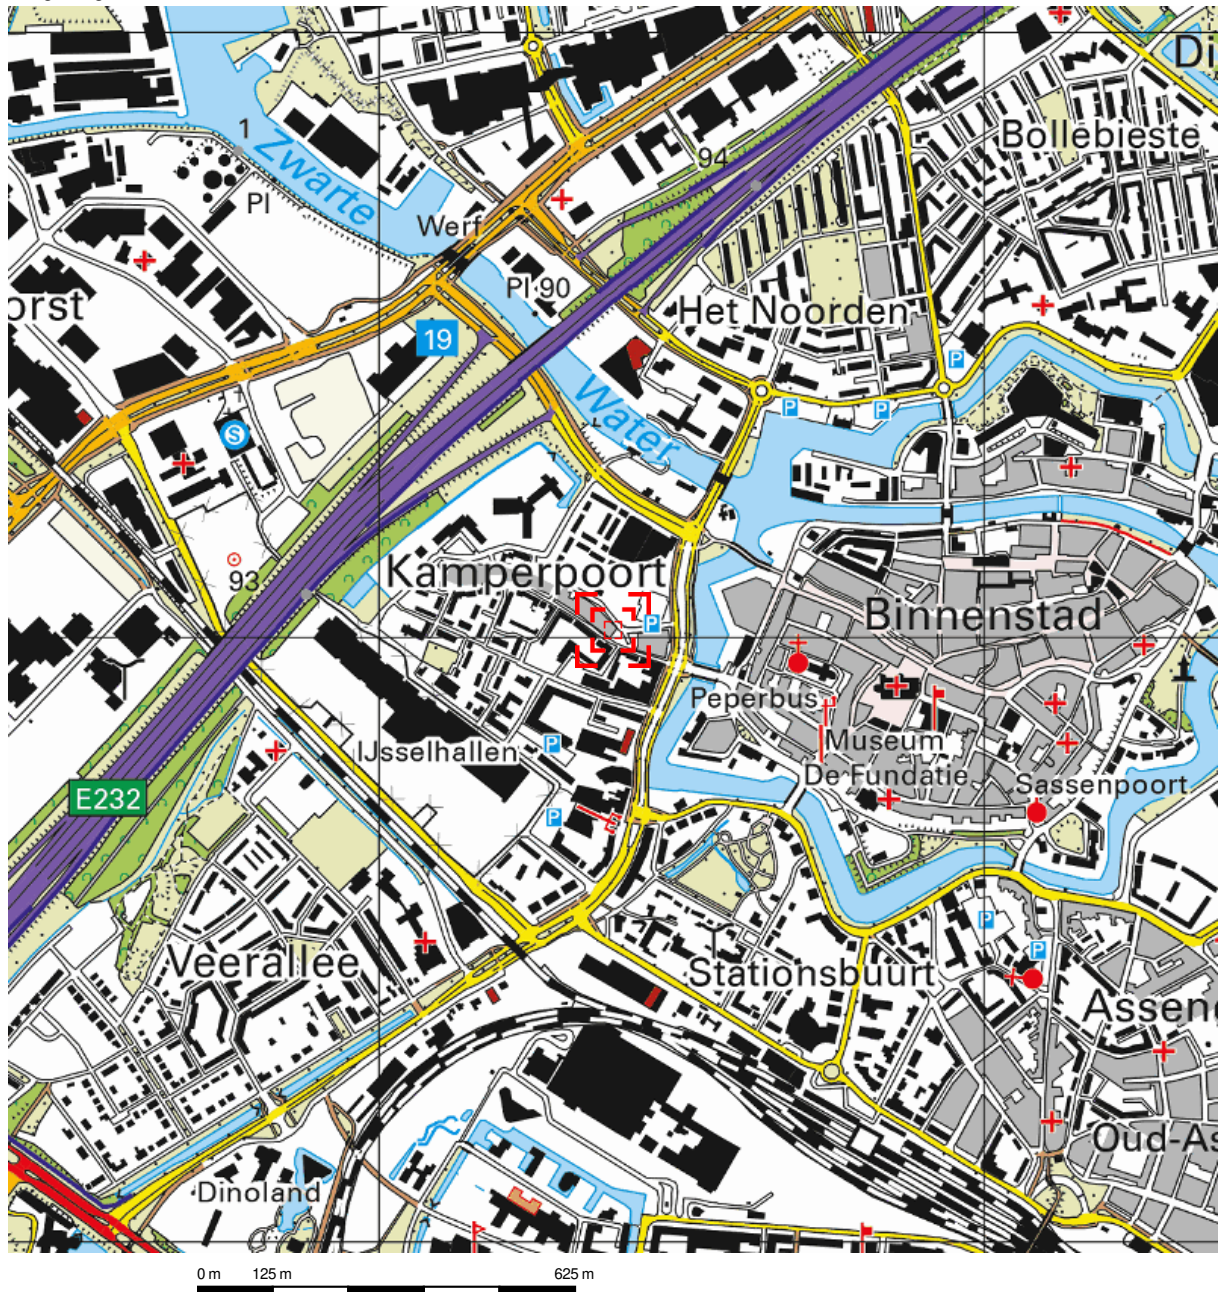 Di
Bollebieste
94
1
Zwarte
Pl
Werf
Pl 90
orst
Het Noorden
19
P
Water
P
P
S
93
Kamperpoort
P
Binnenstad
Peperbus
Museum
P
IJsselhallen
De Fundatie
Sassenpoort
E232
P
P
P
Veerallee
Stationsbuurt
Assend
Oud-As
Dinoland
0 m 125 m 625 m